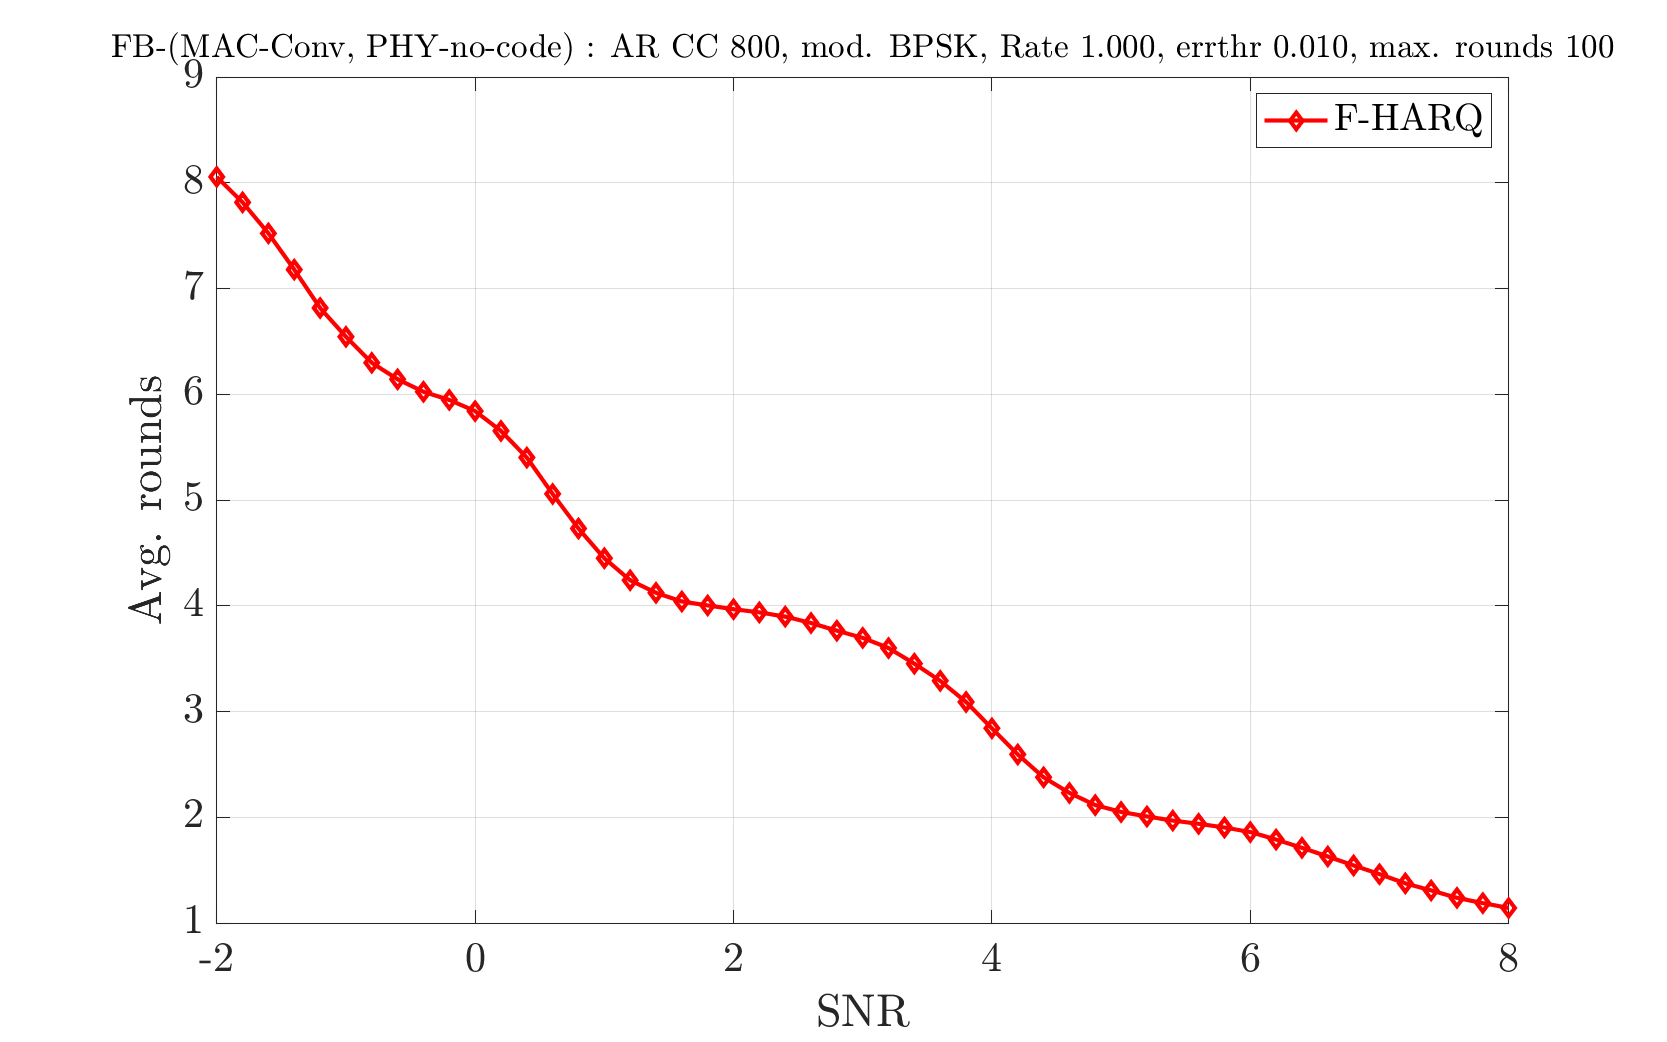 FB-(MAC-Conv, PHY-no-code) : AR CC 800, mod. BPSK, Rate 1.000, errthr 0.010, max. rounds 100
F-HARQ
9
8
7
6
5
4
3
2
1
Avg. rounds
-2 0 2 4 6 8
SNR